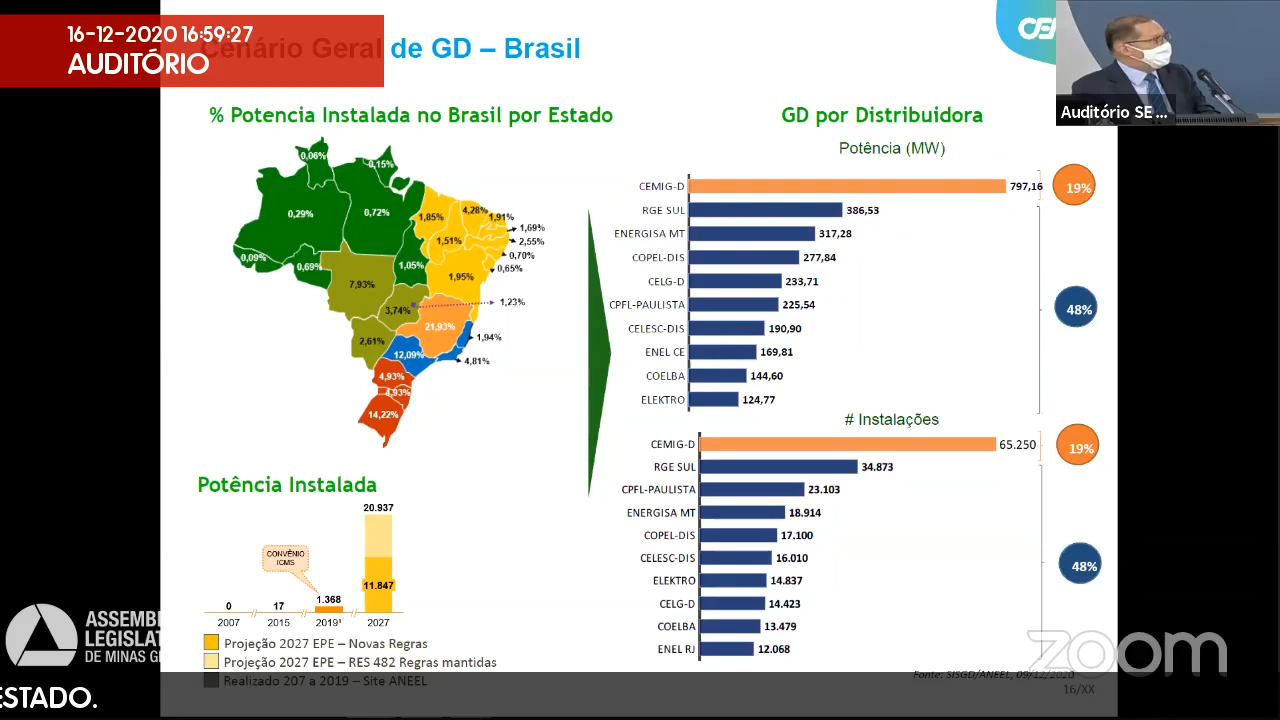 16-12-2020 16:59:27
AUDITÓRIO
Cenário Geral de GD – Brasil
Auditório SE ...
% Potencia Instalada no Brasil por Estado
0,06%
0,15%
0,29%
0,72%
1,85%
4,28%
1,91%
1,69%
1,51%
2,55%
0,70%
0,09%
0,69%
1,05%
1,95%
0,65%
7,93%
3,74%
1,23%
21,93%
2,61%
12,09%
1,94%
4,81%
4,93%
4,93%
14,22%
GD por Distribuidora
Potência (MW)
CEMIG-D 797,16
19%
RGE SUL 386,53
ENERGISA MT 317,28
COPEL-DIS 277,84
CELG-D 233,71
CPFL-PAULISTA 225,54
48%
CELESC-DIS 190,90
ENEL CE 169,81
COELBA 144,60
ELEKTRO 124,77
# Instalações
CEMIG-D 65.250
19%
RGE SUL 34.873
CPFL-PAULISTA 23.103
ENERGISA MT 18.914
COPEL-DIS 17.100
CELESC-DIS 16.010
48%
ELEKTRO 14.837
CELG-D 14.423
COELBA 13.479
ENEL RJ 12.068
Potência Instalada
20.937
CONVÊNIO
ICMS
11.847
0
17
1.368
2007
2015
2019¹
2027
Projeção 2027 EPE – Novas Regras
Projeção 2027 EPE – RES 482 Regras mantidas
Realizado 207 a 2019 – Site ANEEL
Fonte: SISGD/ANEEL, 09/12/2020
16/XX
zoom
ASSEMB
LEGISLAT
DE MINAS G
ESTADO.